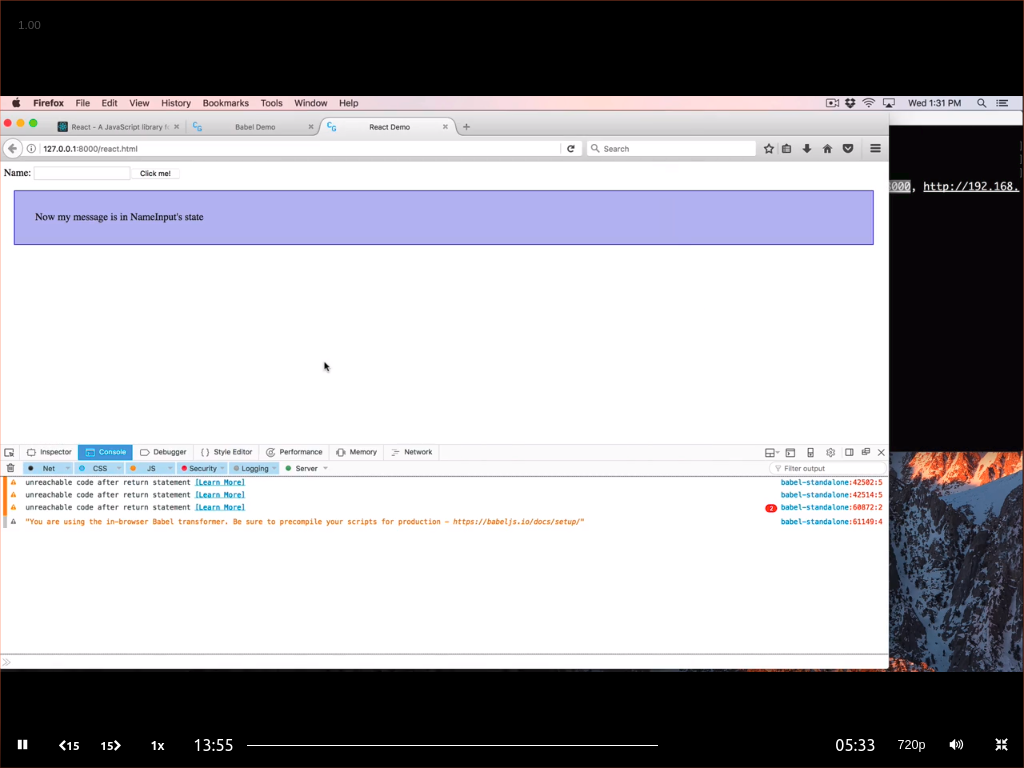 1.00
Firefox File Edit View History Bookmarks Tools Window Help Wed 1:31 PM
React - A JavaScript library f Babel Demo React Demo
127.0.0.1:8000/react.html Search
Name: Click me!
000, http://192.168.
Now my message is in NameInput's state
Inspector Console Debugger Style Editor Performance Memory Network
Net CSS JS Security Logging Server Filter output
unreachable code after return statement [Learn More] babel-standalone:42502:5
unreachable code after return statement [Learn More] babel-standalone:42514:5
unreachable code after return statement [Learn More] 2 babel-standalone:60872:2
"You are using the in-browser Babel transformer. Be sure to precompile your scripts for production - https://babeljs.io/docs/setup/" babel-standalone:61149:4
15 15 1x 13:55 05:33 720p